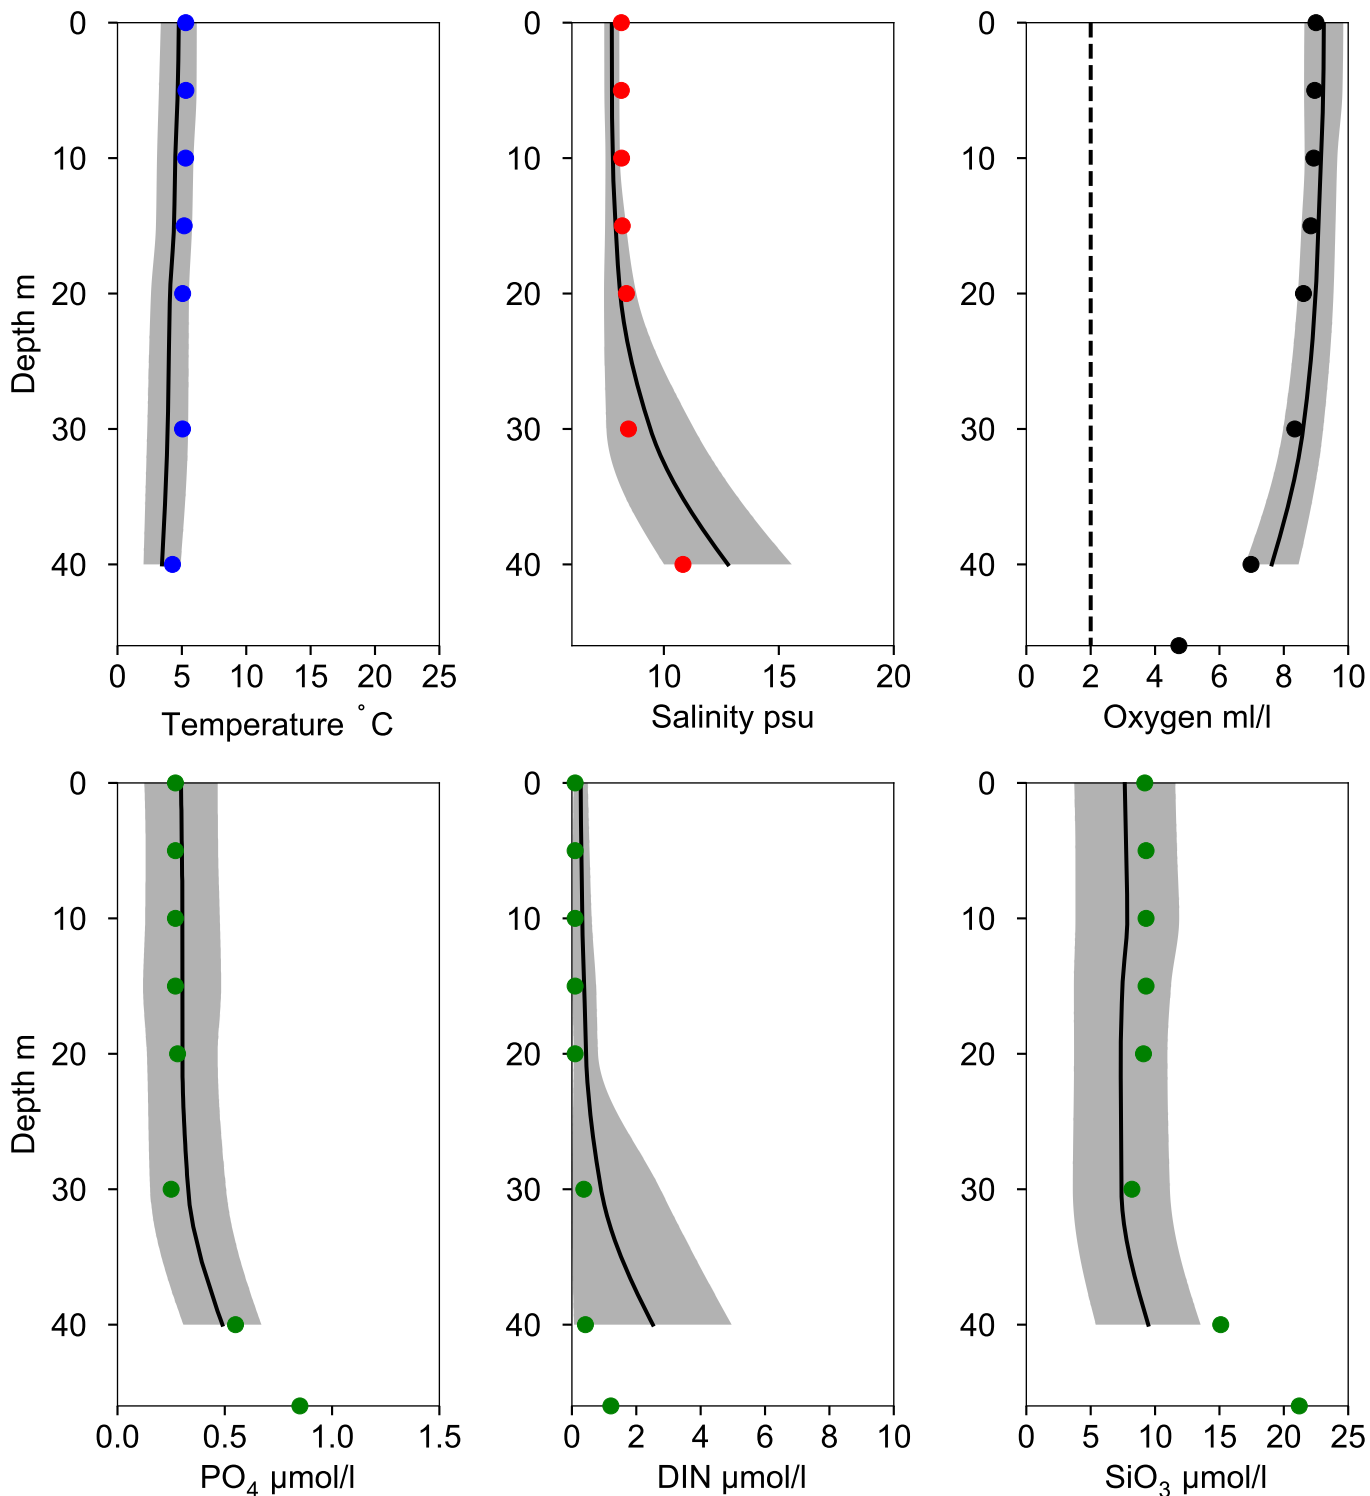 0
10
20
30
40
Depth m
0 5 10 15 20 25
Temperature °C
0
10
20
30
40
10 15 20
Salinity psu
0
10
20
30
40
0 2 4 6 8 10
Oxygen ml/l
0
10
20
30
40
Depth m
0.0 0.5 1.0 1.5
PO₄ µmol/l
0
10
20
30
40
0 2 4 6 8 10
DIN µmol/l
0
10
20
30
40
0 5 10 15 20 25
SiO₃ µmol/l